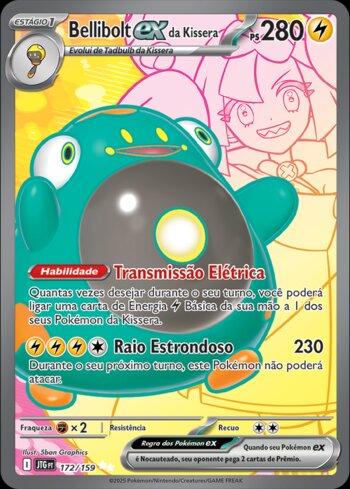 ESTÁGIO 1
Bellibolt ex da Kissera PS 280
Evolui de Tadbulb da Kissera
Habilidade Transmissão Elétrica
Quantas vezes desejar durante o seu turno, você poderá
ligar uma carta de Energia Básica da sua mão a 1 dos
seus Pokémon da Kissera.
Raio Estrondoso 230
Durante o seu próximo turno, este Pokémon não poderá
atacar.
Fraqueza ×2 Resistência Recuo
Regra dos Pokémon ex Quando seu Pokémon ex
é Nocauteado, seu oponente pega 2 cartas de Prêmio.
Ilustr. 5ban Graphics
I JTG PT 172/159
©2025 Pokémon/Nintendo/Creatures/GAME FREAK